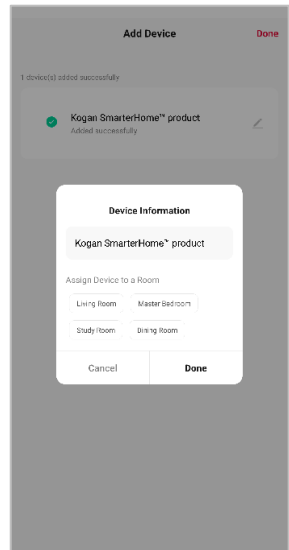 Add Device
Done
1 device(s) added successfully
Kogan SmarterHome™ product
Added successfully
Device Information
Kogan SmarterHome™ product
Assign Device to a Room
Living Room
Master Bedroom
Study Room
Dining Room
Cancel
Done